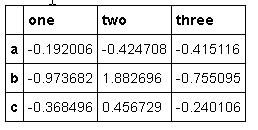 one two three
a -0.192006 -0.424708 -0.415116
b -0.973682 1.882696 -0.755095
c -0.368496 0.456729 -0.240106